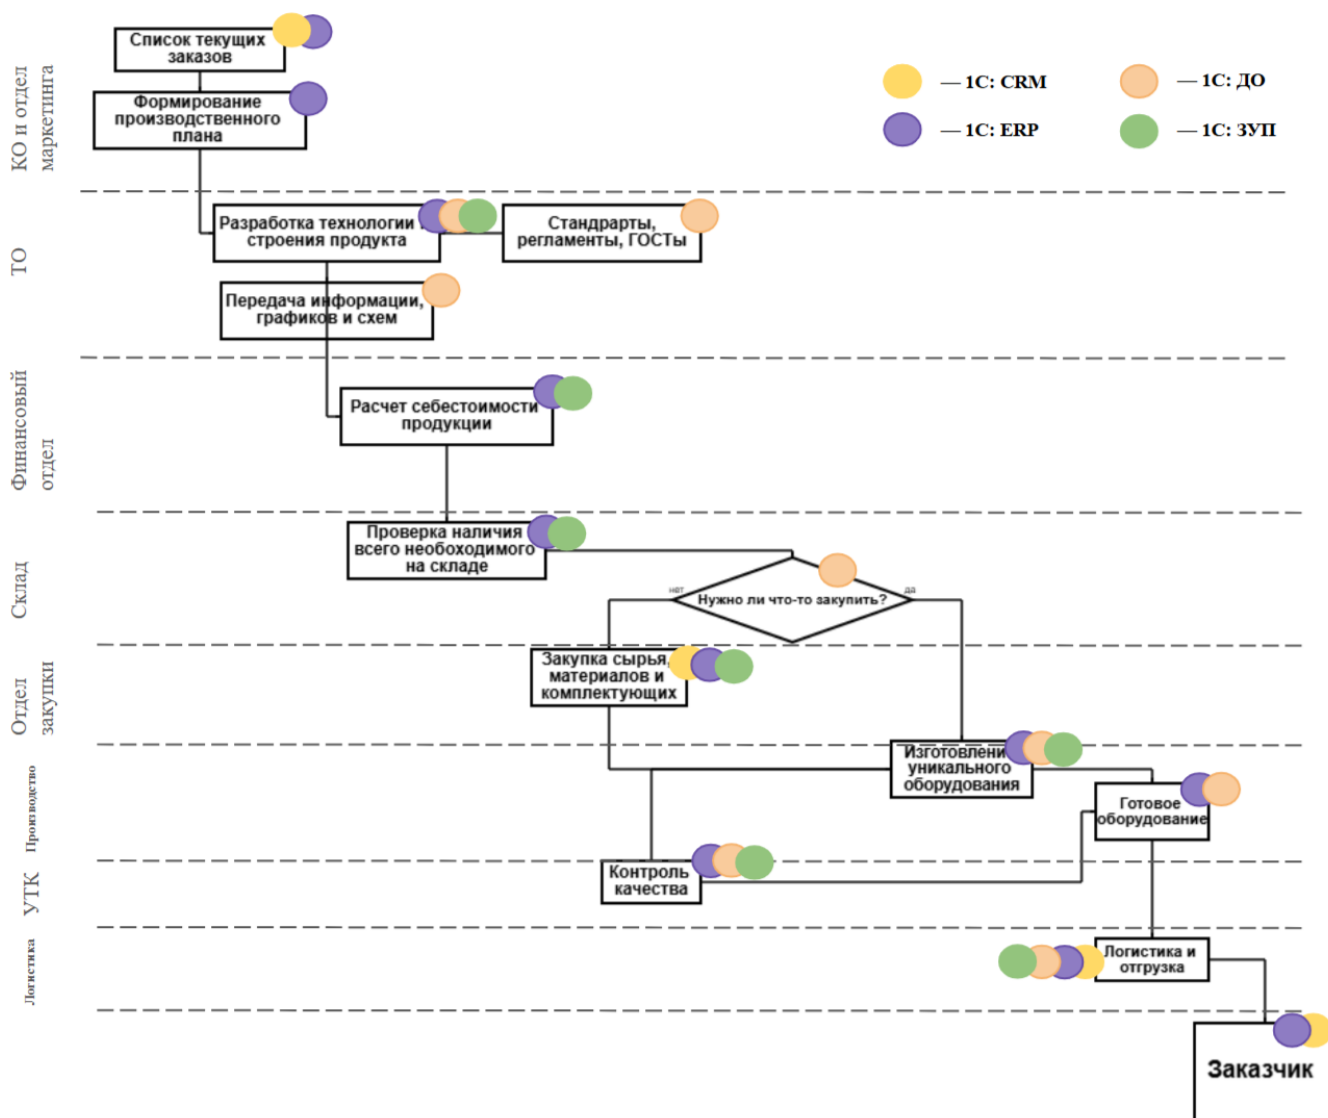 Список текущих
заказов
— 1С: CRM
— 1С: ДО
— 1С: ERP
— 1С: ЗУП
КО и отдел
маркетинга
Формирование
производственного
плана
ТО
Разработка технологии
строения продукта
Стандрарты,
регламенты, ГОСТы
Передача информации,
графиков и схем
Финансовый
отдел
Расчет себестоимости
продукции
Склад
Проверка наличия
всего необоходимого
на складе
нет
Нужно ли что-то закупить?
да
Отдел
закупки
Закупка сырья,
материалов и
комплектующих
Производство
Изготовлени
уникального
оборудования
Готовое
оборудование
УТК
Контроль
качества
Логистика
Логистика и
отгрузка
Заказчик